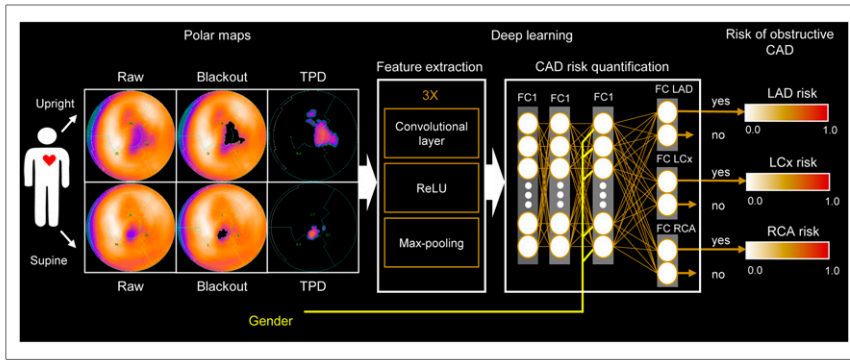 Polar maps
Deep learning
Risk of obstructive
CAD
Raw
Blackout
TPD
Feature extraction
CAD risk quantification
Upright
3X
Convolutional
layer
ReLU
Max-pooling
FC1
FC1
FC1
FC LAD
yes
no
LAD risk
0.0
1.0
FC LCx
yes
no
LCx risk
0.0
1.0
FC RCA
yes
no
RCA risk
0.0
1.0
Supine
Raw
Blackout
TPD
Gender